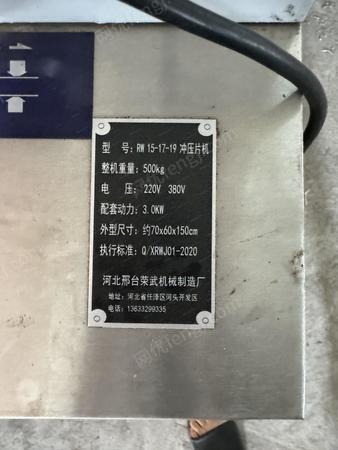 型 号: RW 15-17-19 冲压片机
整机重量: 500kg
电 压: 220V 380V
配套动力: 3.0KW
外型尺寸: 约70x60x150cm
执行标准: Q/XRWJ01-2020
河北邢台荣武机械制造厂
地址: 河北省任泽区河头开发区
电话: 13633299335